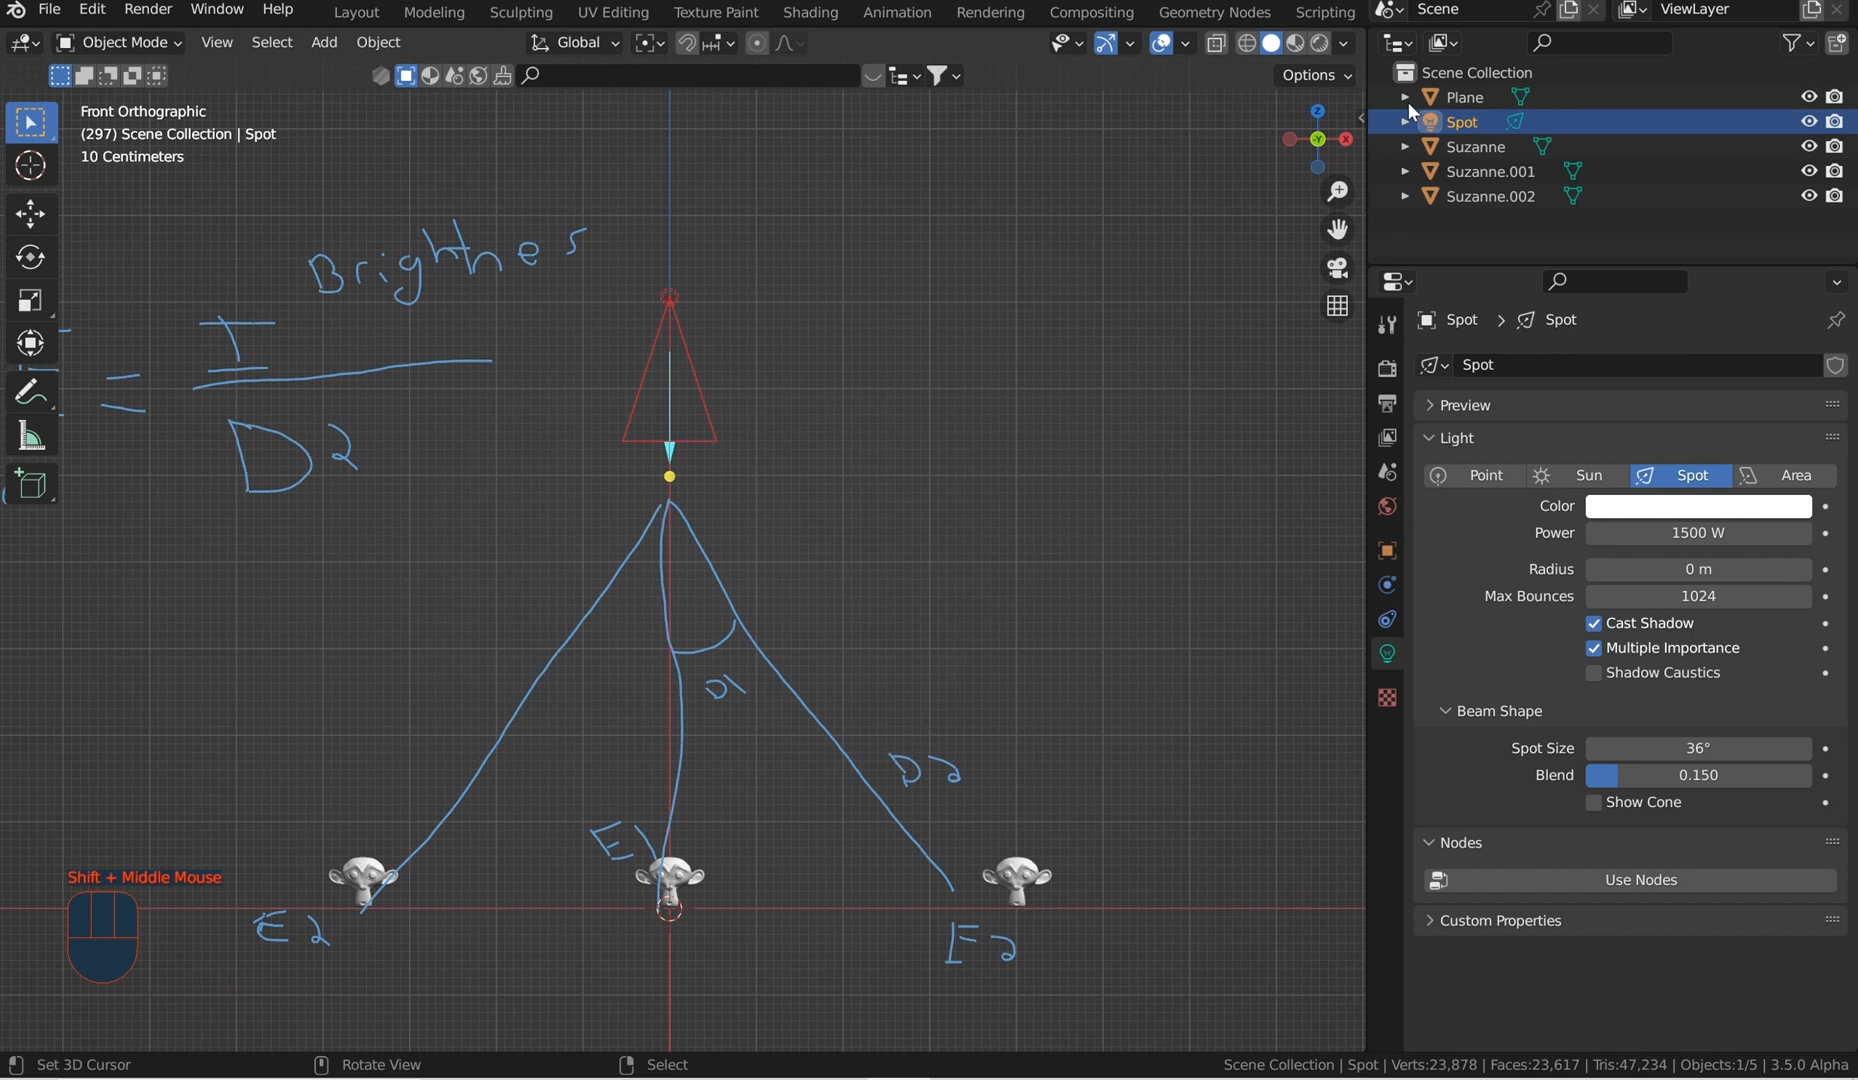 File Edit Render Window Help Layout Modeling Sculpting UV Editing Texture Paint Shading Animation Rendering Compositing Geometry Nodes Scripting Scene ViewLayer
Object Mode View Select Add Object Global
Options
Front Orthographic
(297) Scene Collection | Spot
10 Centimeters
Z
-Y
X
Brightnes
= I
D2
D1
D2
E1
E2
E2
Shift + Middle Mouse
Scene Collection
Plane
Spot
Suzanne
Suzanne.001
Suzanne.002
Spot > Spot
Spot
Preview
Light
Point Sun Spot Area
Color
Power 1500 W
Radius 0 m
Max Bounces 1024
Cast Shadow
Multiple Importance
Shadow Caustics
Beam Shape
Spot Size 36°
Blend 0.150
Show Cone
Nodes
Use Nodes
Custom Properties
Set 3D Cursor Rotate View Select Scene Collection | Spot | Verts:23,878 | Faces:23,617 | Tris:47,234 | Objects:1/5 | 3.5.0 Alpha